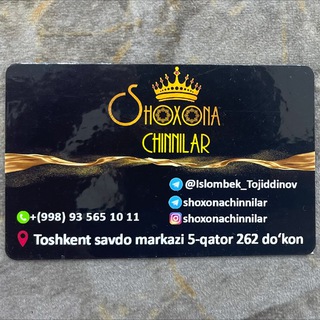 SHOXONA
CHINNILAR
@Islombek_Tojiddinov
shoxonachinnilar
+(998) 93 565 10 11
shoxonachinnilar
Toshkent savdo markazi 5-qator 262 do‘kon